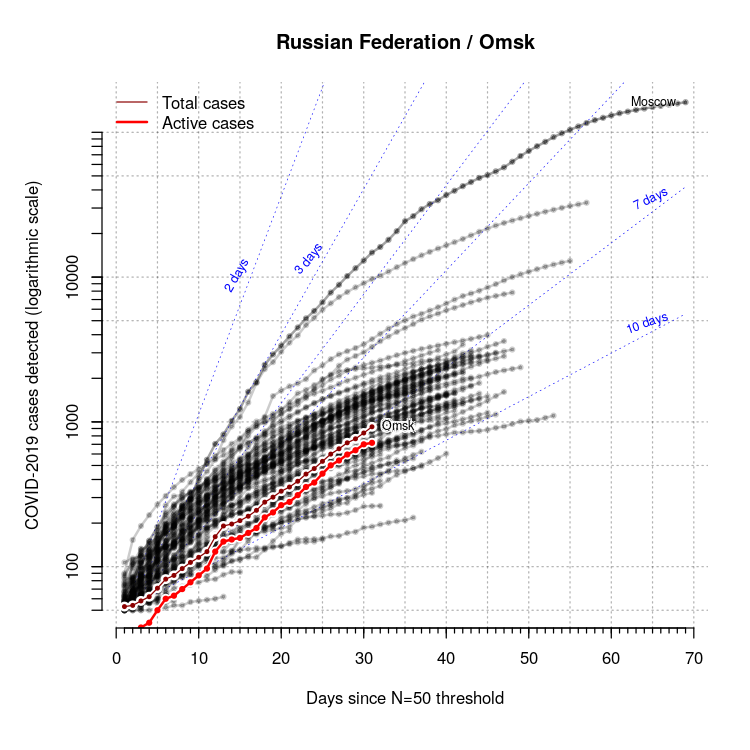 Russian Federation / Omsk
Total cases
Active cases
Moscow
2 days
3 days
7 days
10 days
Omsk
COVID-2019 cases detected (logarithmic scale)
10000
1000
100
0 10 20 30 40 50 60 70
Days since N=50 threshold